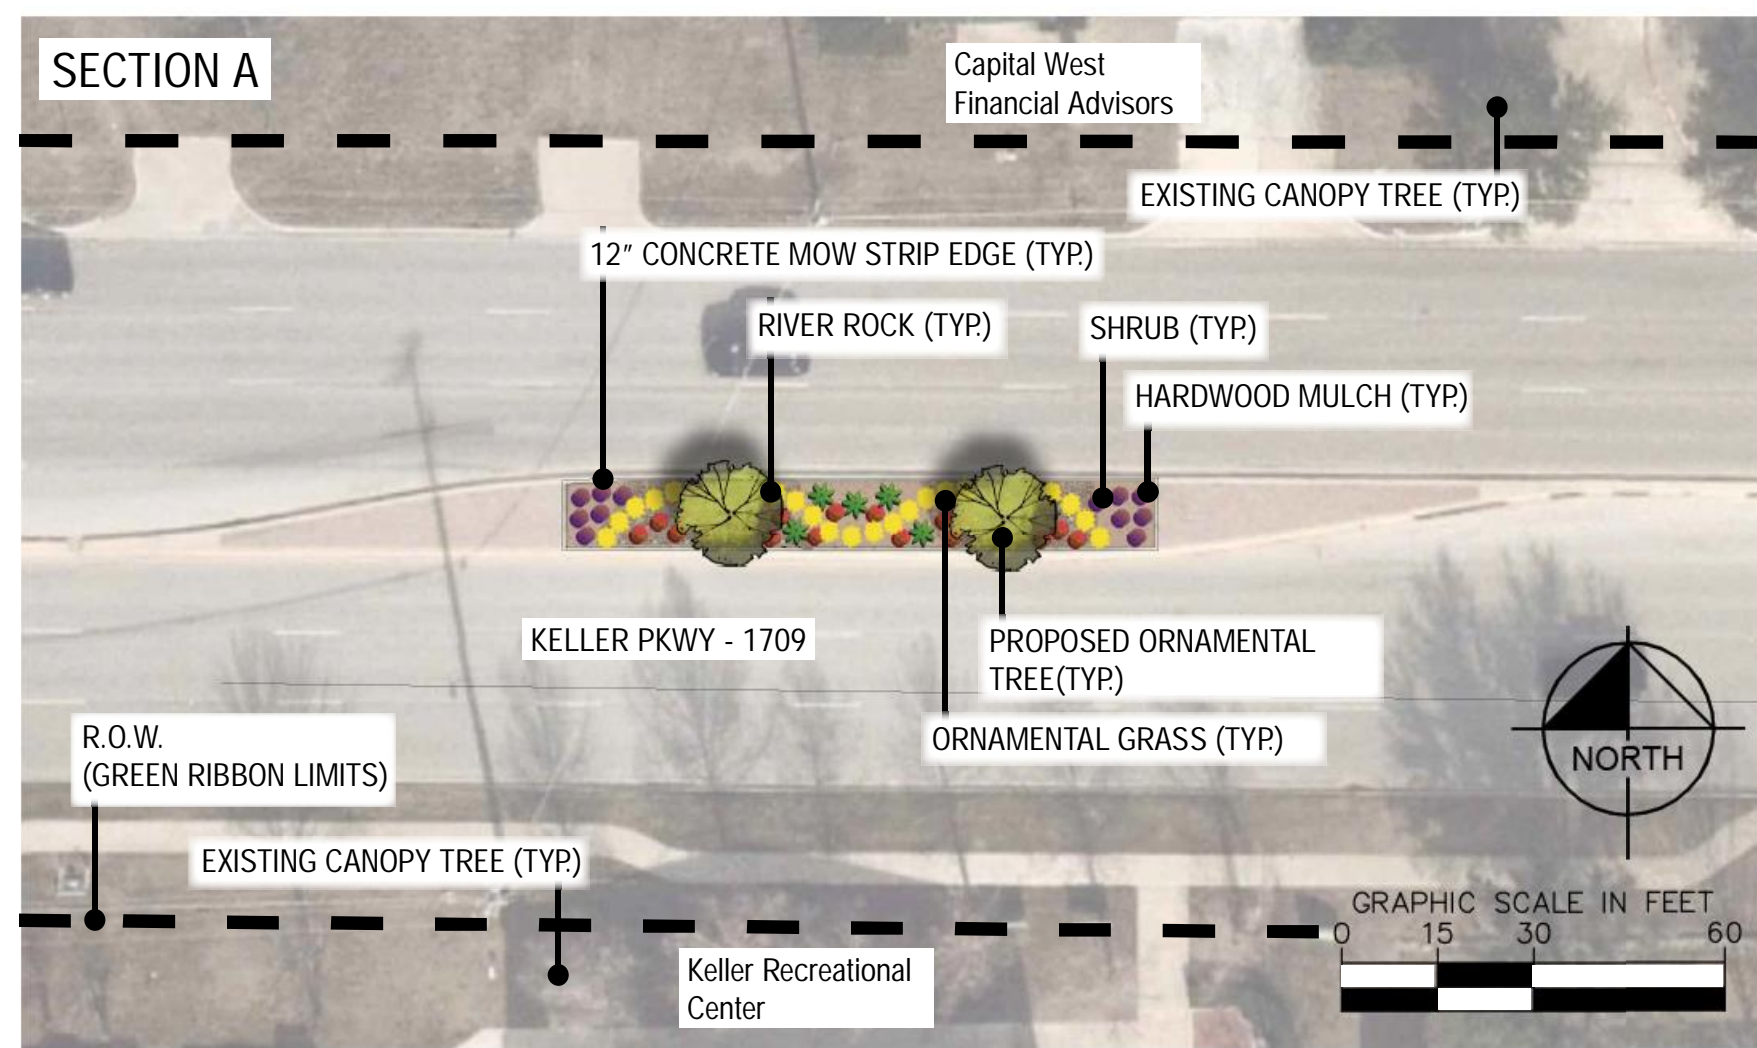 SECTION A
Capital West
Financial Advisors
EXISTING CANOPY TREE (TYP.)
12” CONCRETE MOW STRIP EDGE (TYP.)
RIVER ROCK (TYP.)
SHRUB (TYP.)
HARDWOOD MULCH (TYP.)
KELLER PKWY - 1709
PROPOSED ORNAMENTAL
TREE(TYP.)
ORNAMENTAL GRASS (TYP.)
R.O.W.
(GREEN RIBBON LIMITS)
NORTH
EXISTING CANOPY TREE (TYP.)
Keller Recreational
Center
GRAPHIC SCALE IN FEET
0 15 30 60